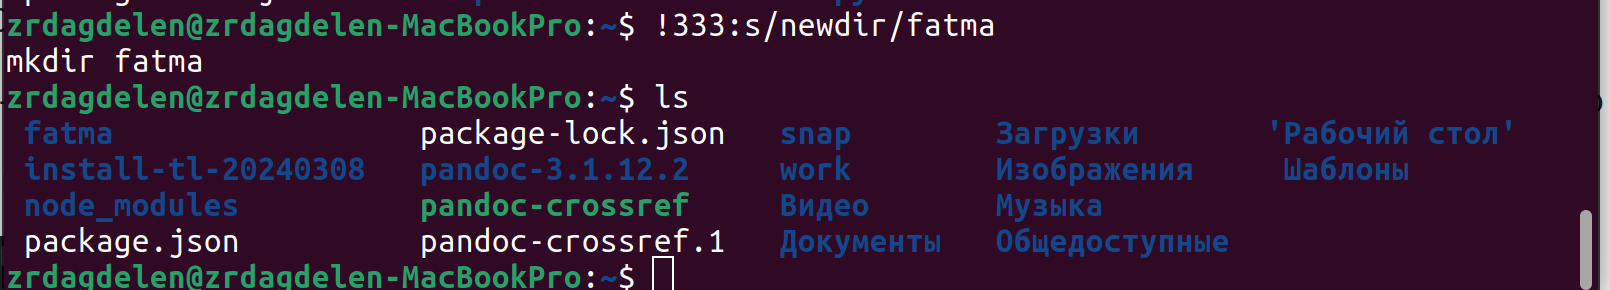 zrdagdelen@zrdagdelen-MacBookPro:~$ !333:s/newdir/fatma
mkdir fatma
zrdagdelen@zrdagdelen-MacBookPro:~$ ls
fatma package-lock.json snap Загрузки 'Рабочий стол'
install-tl-20240308 pandoc-3.1.12.2 work Изображения Шаблоны
node_modules pandoc-crossref Видео Музыка
package.json pandoc-crossref.1 Документы Общедоступные
zrdagdelen@zrdagdelen-MacBookPro:~$